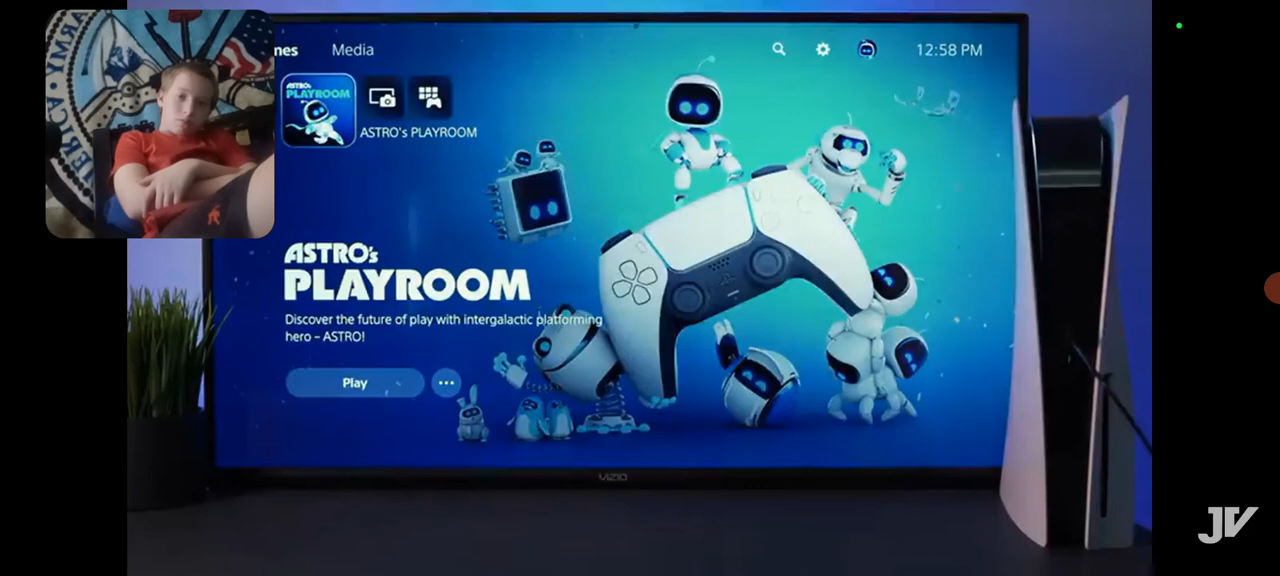 nes
Media
12:58 PM
ASTRO's
PLAYROOM
ASTRO's PLAYROOM
ASTRO's
PLAYROOM
Discover the future of play with intergalactic platforming
hero – ASTRO!
Play
VIZIO
JV